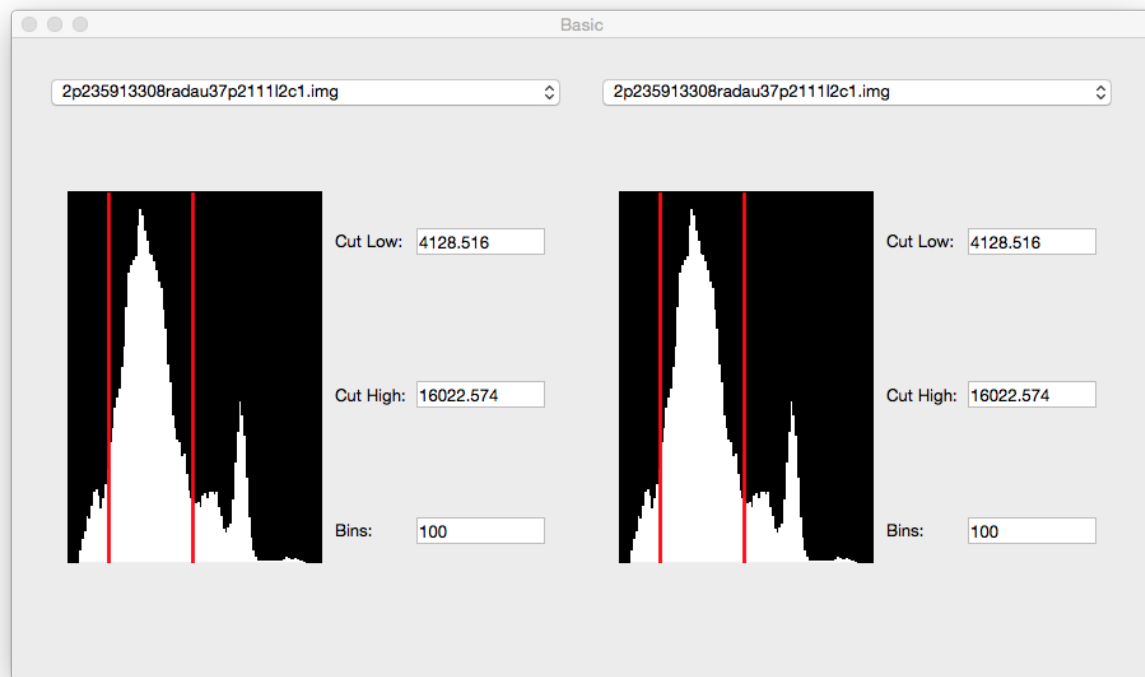 Basic
2p235913308radau37p2111l2c1.img
2p235913308radau37p2111l2c1.img
Cut Low: 4128.516
Cut High: 16022.574
Bins: 100
Cut Low: 4128.516
Cut High: 16022.574
Bins: 100